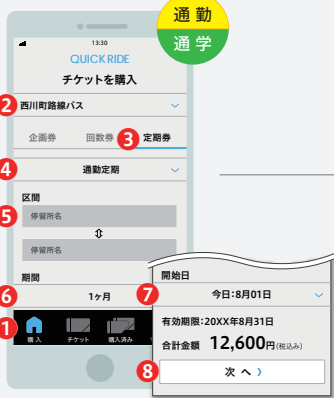 通勤
通学
13:30
QUICK RIDE
チケットを購入
2 西川町路線バス
企画券 回数券 3 定期券
4 通勤定期
区間
5 停留所名
⇕
停留所名
期間
6 1ヶ月
1 購入 チケット 購入済み
開始日
7 今日:8月01日
有効期限:20XX年8月31日
合計金額 12,600円(税込み)
8 次へ 〉